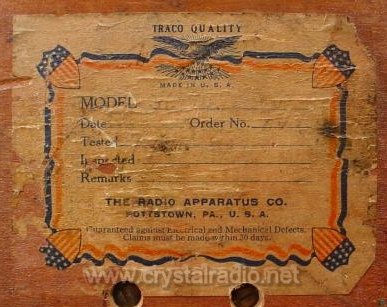 TRACO QUALITY
MADE IN U.S.A.
MODEL
Date Order No.
Tested
Inspected
Remarks
THE RADIO APPARATUS CO.
POTTSTOWN, PA., U. S. A.
Guaranteed against Electrical and Mechanical Defects.
Claims must be made within 30 days.
www.crystalradio.net